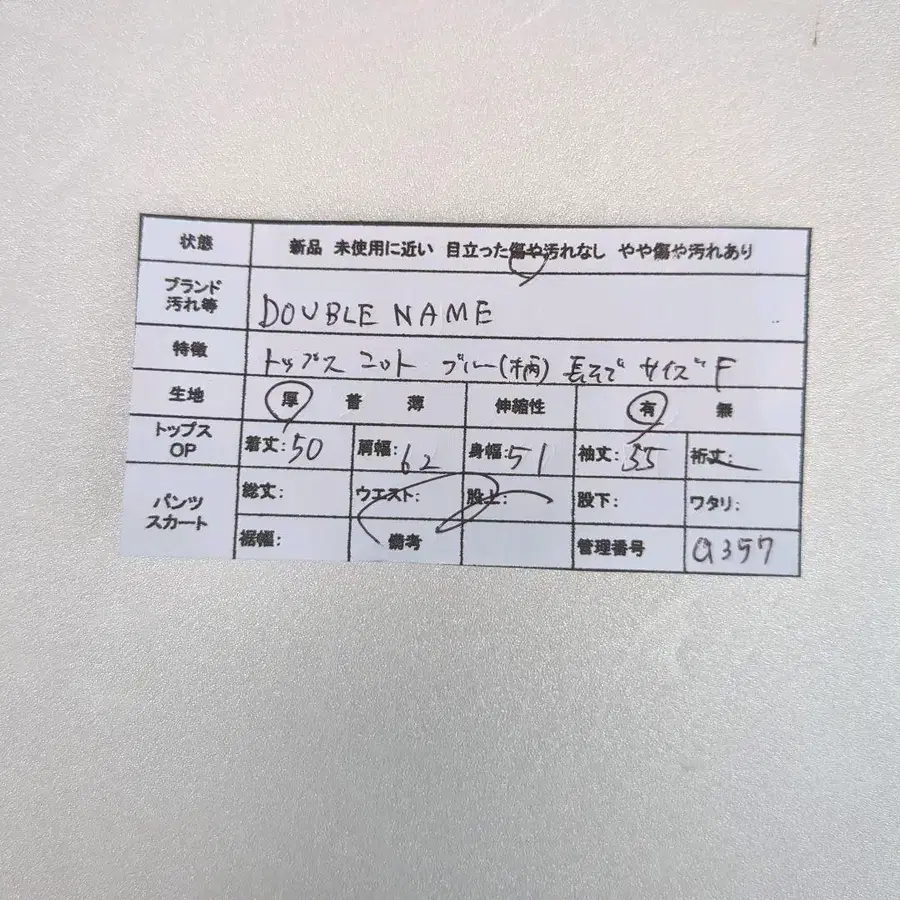 状態 新品 未使用に近い 目立った傷や汚れなし やや傷や汚れあり
ブランド
汚れ等 DOUBLE NAME
特徴 トップス ニット ブルー(柄) 長そで サイズF
生地 厚 普 薄 伸縮性 有 無
トップス
OP 着丈:50 肩幅:62 身幅:51 袖丈:35 裄丈:
パンツ
スカート 総丈: ウエスト: 股上: 股下: ワタリ:
裾幅: 備考 管理番号 a397